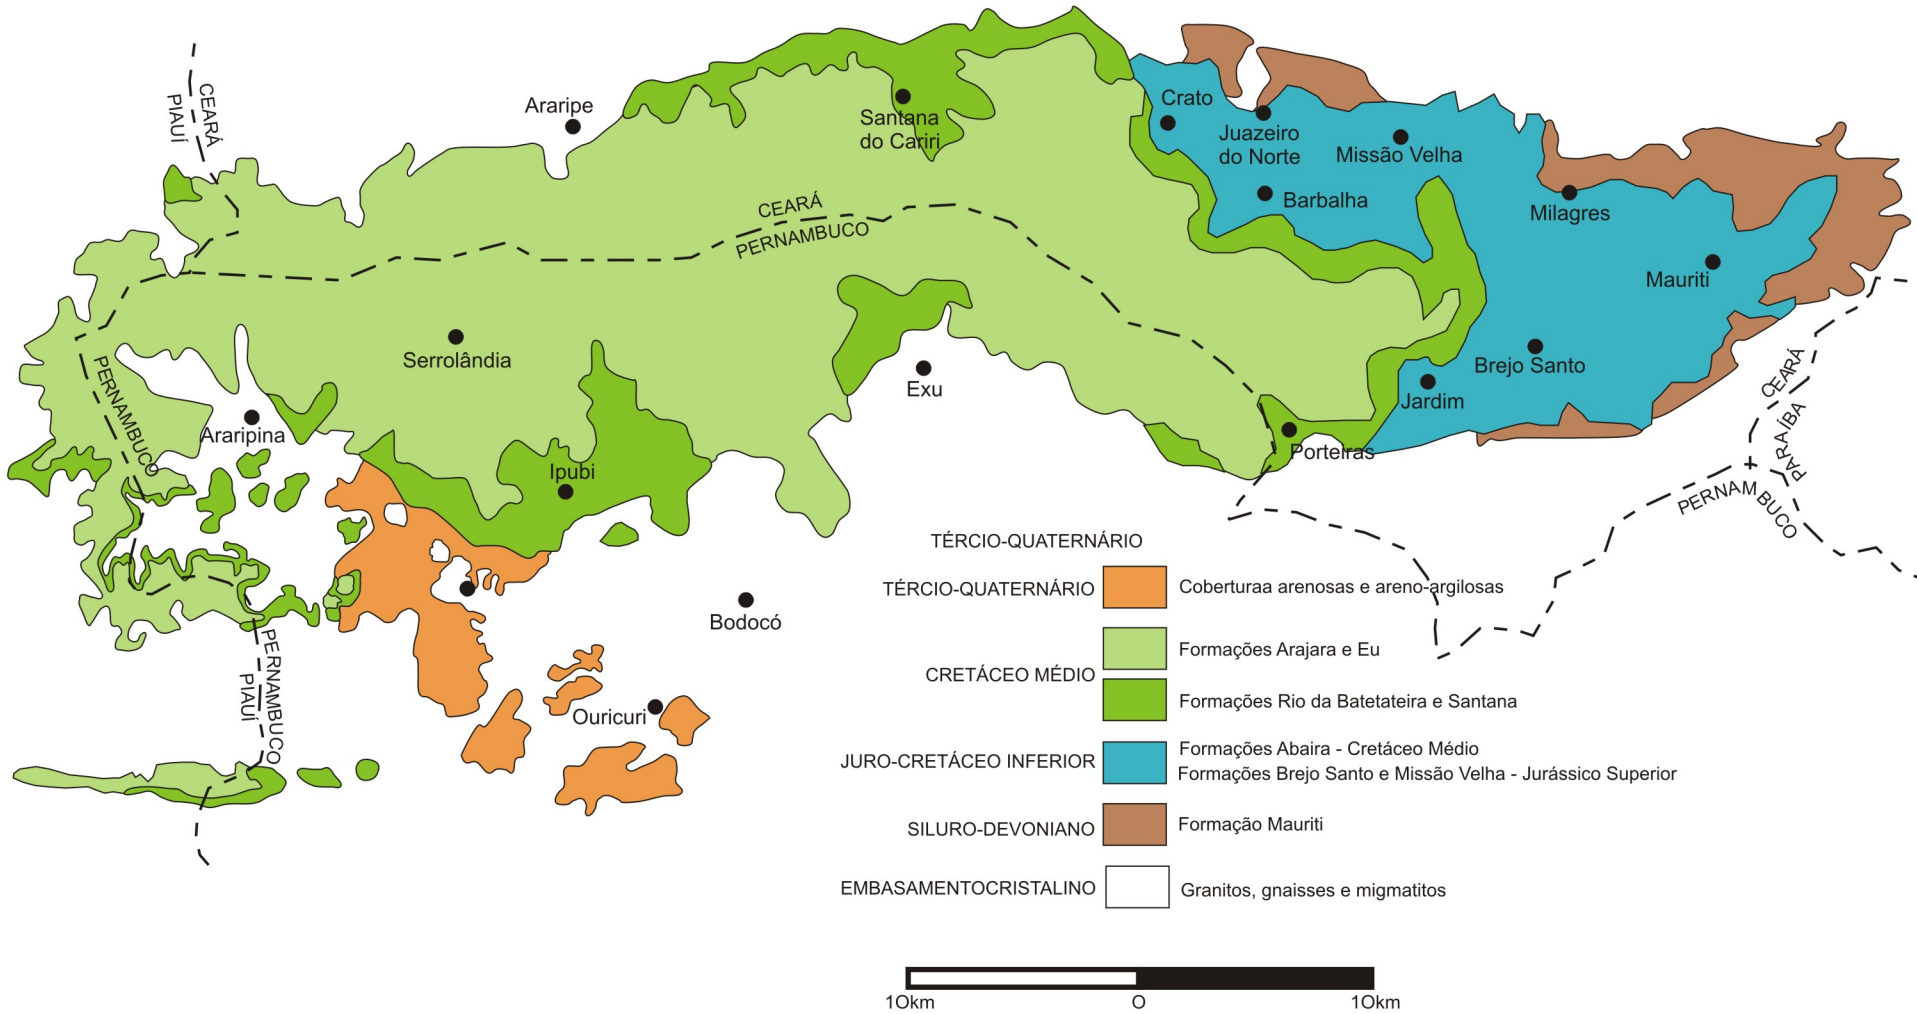 CEARÁ
PIAUÍ
Araripe
Santana
do Cariri
Crato
Juazeiro
do Norte
Missão Velha
Barbalha
Milagres
Mauriti
CEARÁ
PERNAMBUCO
Serrolândia
Exu
Brejo Santo
Jardim
Porteiras
PERNAMBUCO
Araripina
Ipubi
CEARÁ
PARAÍBA
PERNAMBUCO
Bodocó
Ouricuri
PERNAMBUCO
PIAUÍ
TÉRCIO-QUATERNÁRIO
TÉRCIO-QUATERNÁRIO Coberturaa arenosas e areno-argilosas
CRETÁCEO MÉDIO
Formações Arajara e Eu
Formações Rio da Batetateira e Santana
JURO-CRETÁCEO INFERIOR
Formações Abaira - Cretáceo Médio
Formações Brejo Santo e Missão Velha - Jurássico Superior
SILURO-DEVONIANO Formação Mauriti
EMBASAMENTOCRISTALINO Granitos, gnaisses e migmatitos
10km O 10km